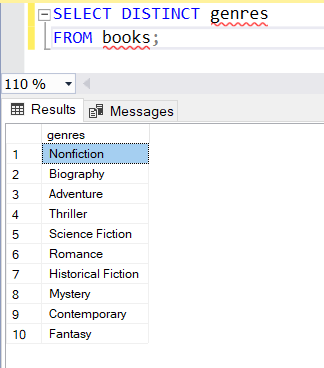 SELECT DISTINCT genres
FROM books;
110 %
Results Messages
genres
1 Nonfiction
2 Biography
3 Adventure
4 Thriller
5 Science Fiction
6 Romance
7 Historical Fiction
8 Mystery
9 Contemporary
10 Fantasy